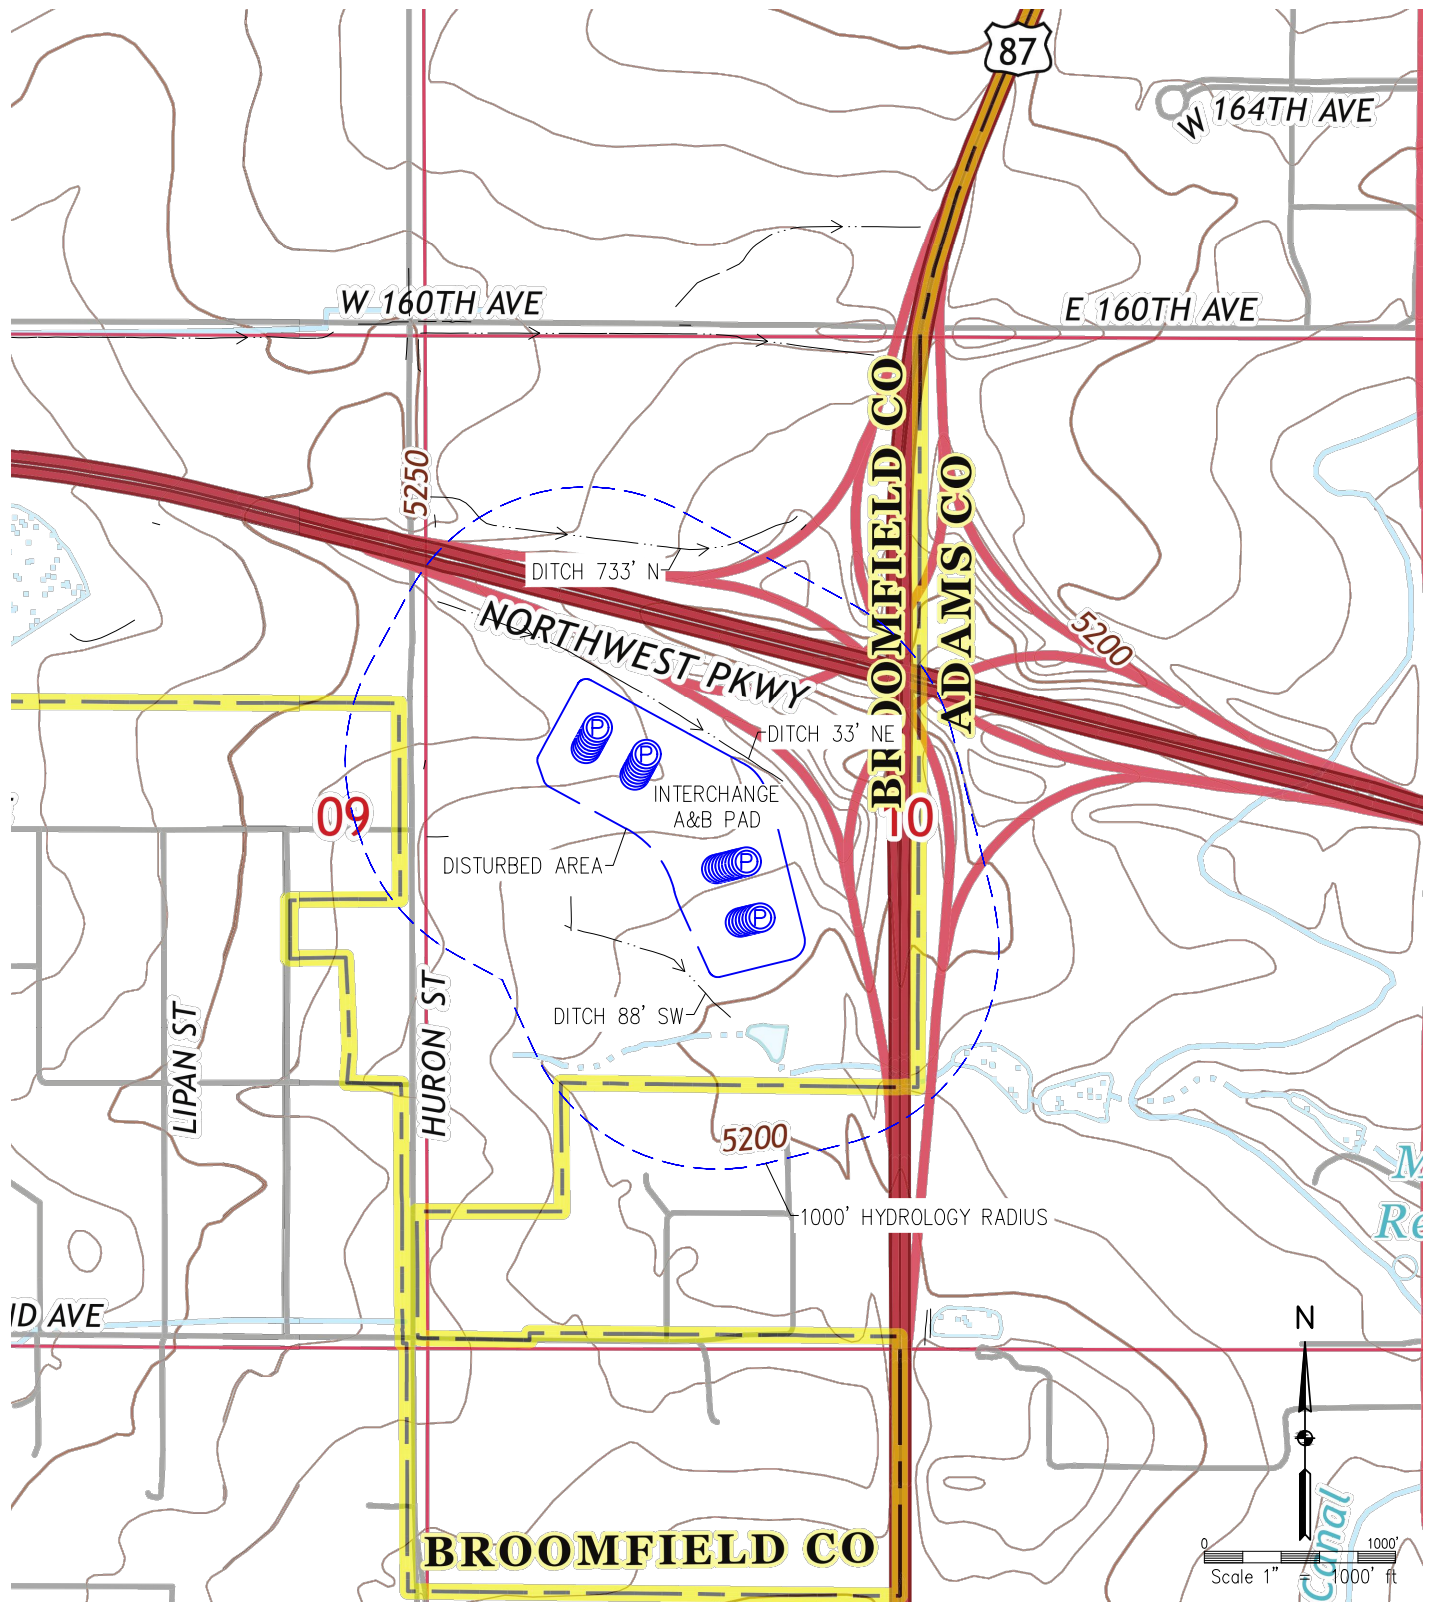 87
W 164TH AVE
W 160TH AVE
E 160TH AVE
BROOMFIELD CO
ADAMS CO
5250
DITCH 733' N
NORTHWEST PKWY
5200
DITCH 33' NE
INTERCHANGE
A&B PAD
P
P
P
P
09
10
DISTURBED AREA
DITCH 88' SW
LIPAN ST
HURON ST
5200
1000' HYDROLOGY RADIUS
M
Re
ND AVE
N
BROOMFIELD CO
Canal
0 1000'
Scale 1" = 1000' ft